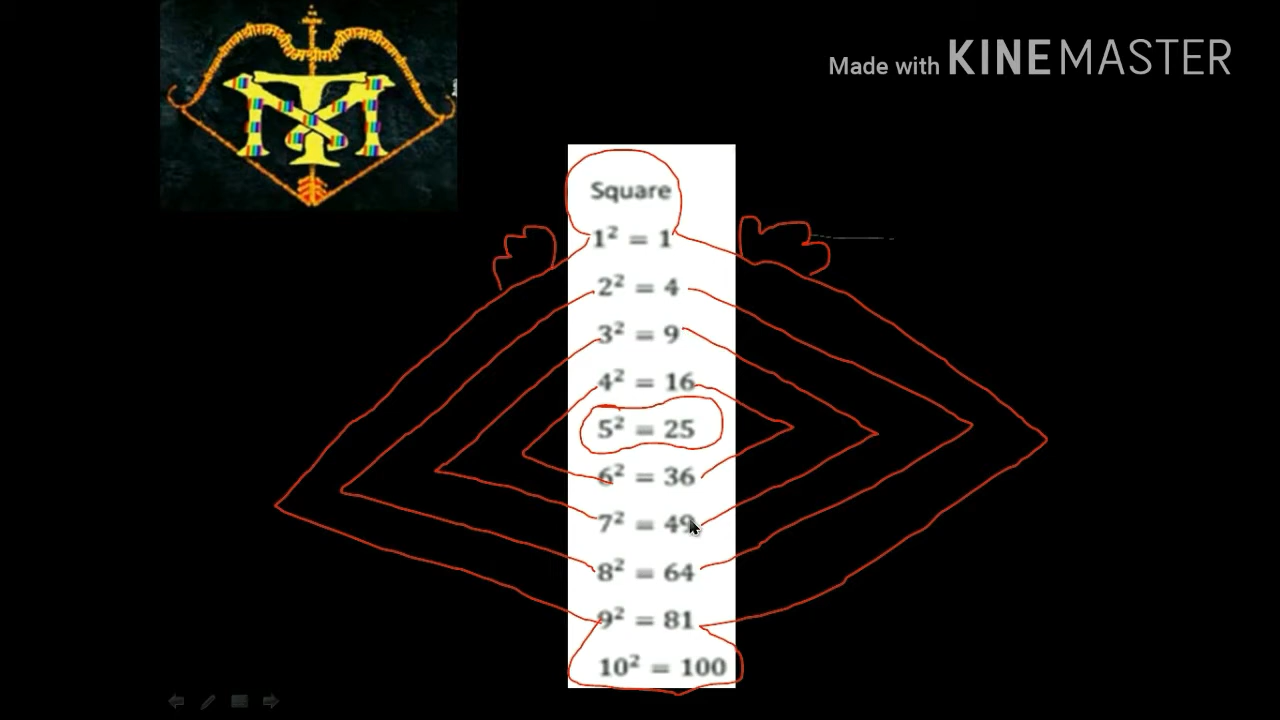 Made with KINEMASTER
Square
1² = 1
2² = 4
3² = 9
4² = 16
5² = 25
6² = 36
7² = 49
8² = 64
9² = 81
10² = 100